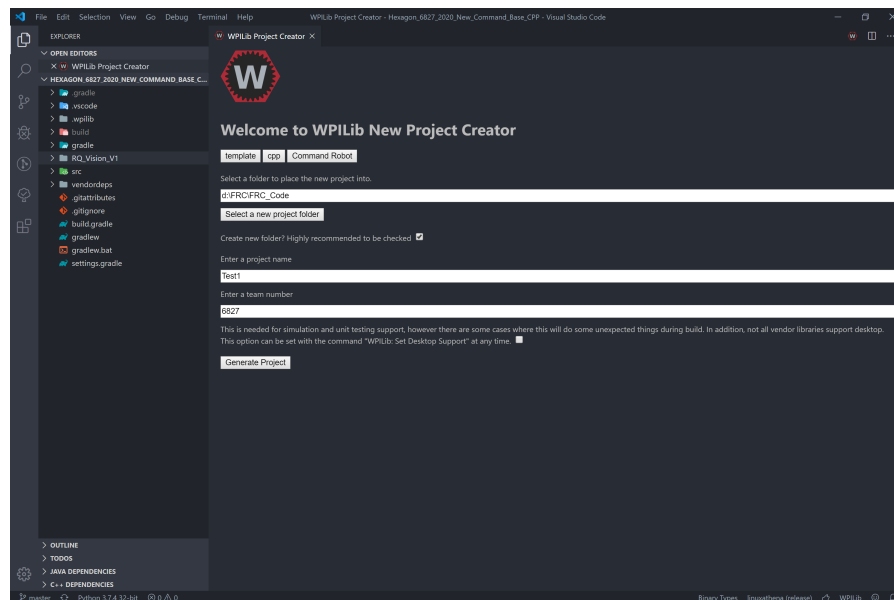 File Edit Selection View Go Debug Terminal Help WPILib Project Creator - Hexagon_6827_2020_New_Command_Base_CPP - Visual Studio Code
EXPLORER
WPILib Project Creator
OPEN EDITORS
WPILib Project Creator
HEXAGON_6827_2020_NEW_COMMAND_BASE_C...
.gradle
.vscode
.wpilib
build
gradle
RQ_Vision_V1
src
vendordeps
.gitattributes
.gitignore
build.gradle
gradlew
gradlew.bat
settings.gradle
OUTLINE
TODOS
JAVA DEPENDENCIES
C++ DEPENDENCIES
W
Welcome to WPILib New Project Creator
template cpp Command Robot
Select a folder to place the new project into.
d:\FRC\FRC_Code
Select a new project folder
Create new folder? Highly recommended to be checked
Enter a project name
Test1
Enter a team number
6827
This is needed for simulation and unit testing support, however there are some cases where this will do some unexpected things during build. In addition, not all vendor libraries support desktop.
This option can be set with the command "WPILib: Set Desktop Support" at any time.
Generate Project
master Python 3.7.4 32-bit 0 0 Binary Types linuxathena (release) WPILib